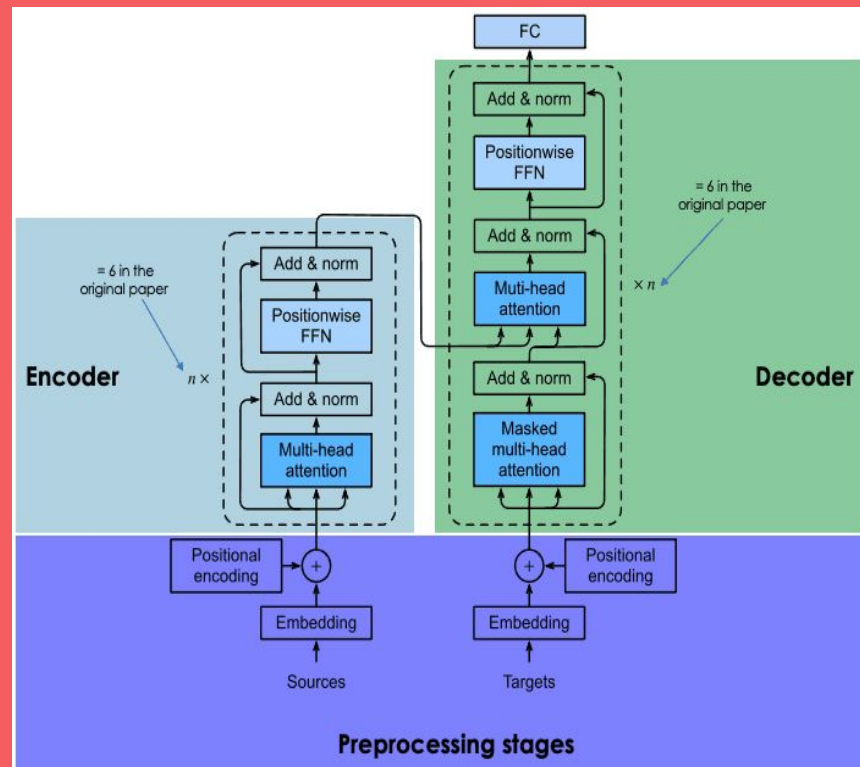 FC
Add & norm
Positionwise
FFN
= 6 in the
original paper
Add & norm
Muti-head
attention
× n
Add & norm
Masked
multi-head
attention
Decoder
= 6 in the
original paper
Add & norm
Positionwise
FFN
Encoder
n ×
Add & norm
Multi-head
attention
Positional
encoding
+
Embedding
Sources
+
Positional
encoding
Embedding
Targets
Preprocessing stages